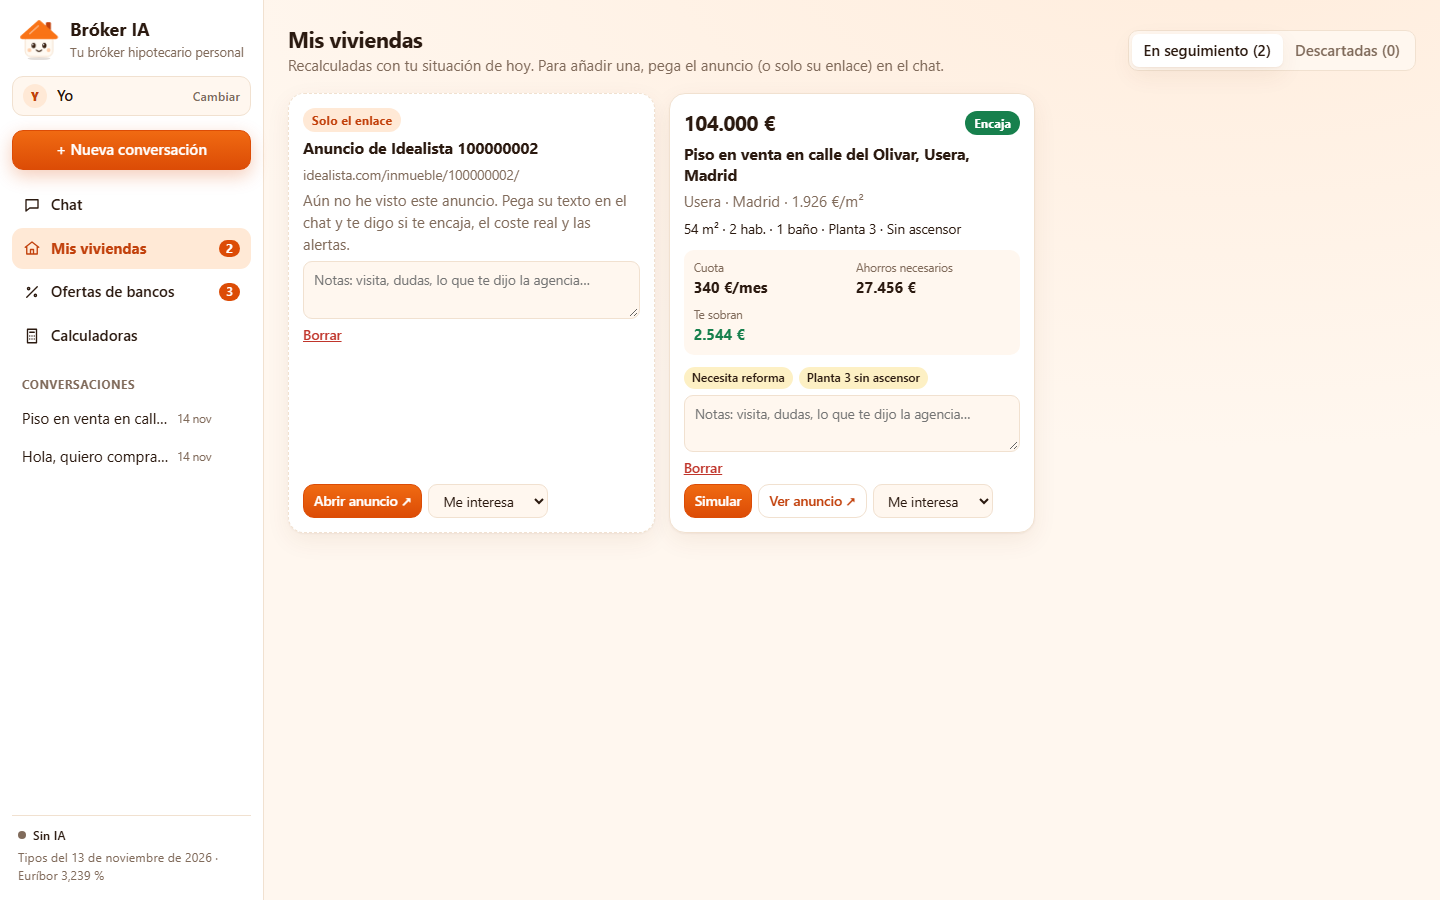 Bróker IA
Tu bróker hipotecario personal
Y Yo Cambiar
+ Nueva conversación
Chat
Mis viviendas 2
Ofertas de bancos 3
Calculadoras
CONVERSACIONES
Piso en venta en call... 14 nov
Hola, quiero compra... 14 nov
Sin IA
Tipos del 13 de noviembre de 2026 ·
Euríbor 3,239 %
Mis viviendas
Recalculadas con tu situación de hoy. Para añadir una, pega el anuncio (o solo su enlace) en el chat.
En seguimiento (2) Descartadas (0)
Solo el enlace
Anuncio de Idealista 100000002
idealista.com/inmueble/100000002/
Aún no he visto este anuncio. Pega su texto en el
chat y te digo si te encaja, el coste real y las
alertas.
Notas: visita, dudas, lo que te dijo la agencia...
Borrar
Abrir anuncio ↗ Me interesa
104.000 € Encaja
Piso en venta en calle del Olivar, Usera,
Madrid
Usera · Madrid · 1.926 €/m²
54 m² · 2 hab. · 1 baño · Planta 3 · Sin ascensor
Cuota Ahorros necesarios
340 €/mes 27.456 €
Te sobran
2.544 €
Necesita reforma Planta 3 sin ascensor
Notas: visita, dudas, lo que te dijo la agencia...
Borrar
Simular Ver anuncio ↗ Me interesa